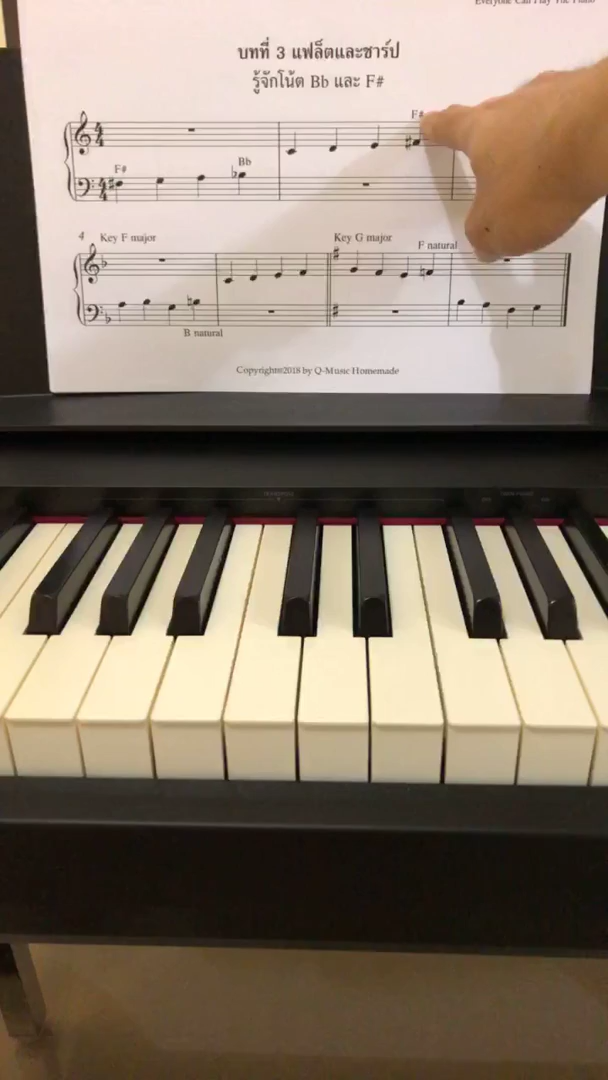 Everyone Can Play The Piano
บทที่ 3 แฟล็ตและชาร์ป
รู้จักโน้ต Bb และ F#
F#
F#
Bb
4 Key F major
Key G major
F natural
B natural
Copyright©2018 by Q-Music Homemade